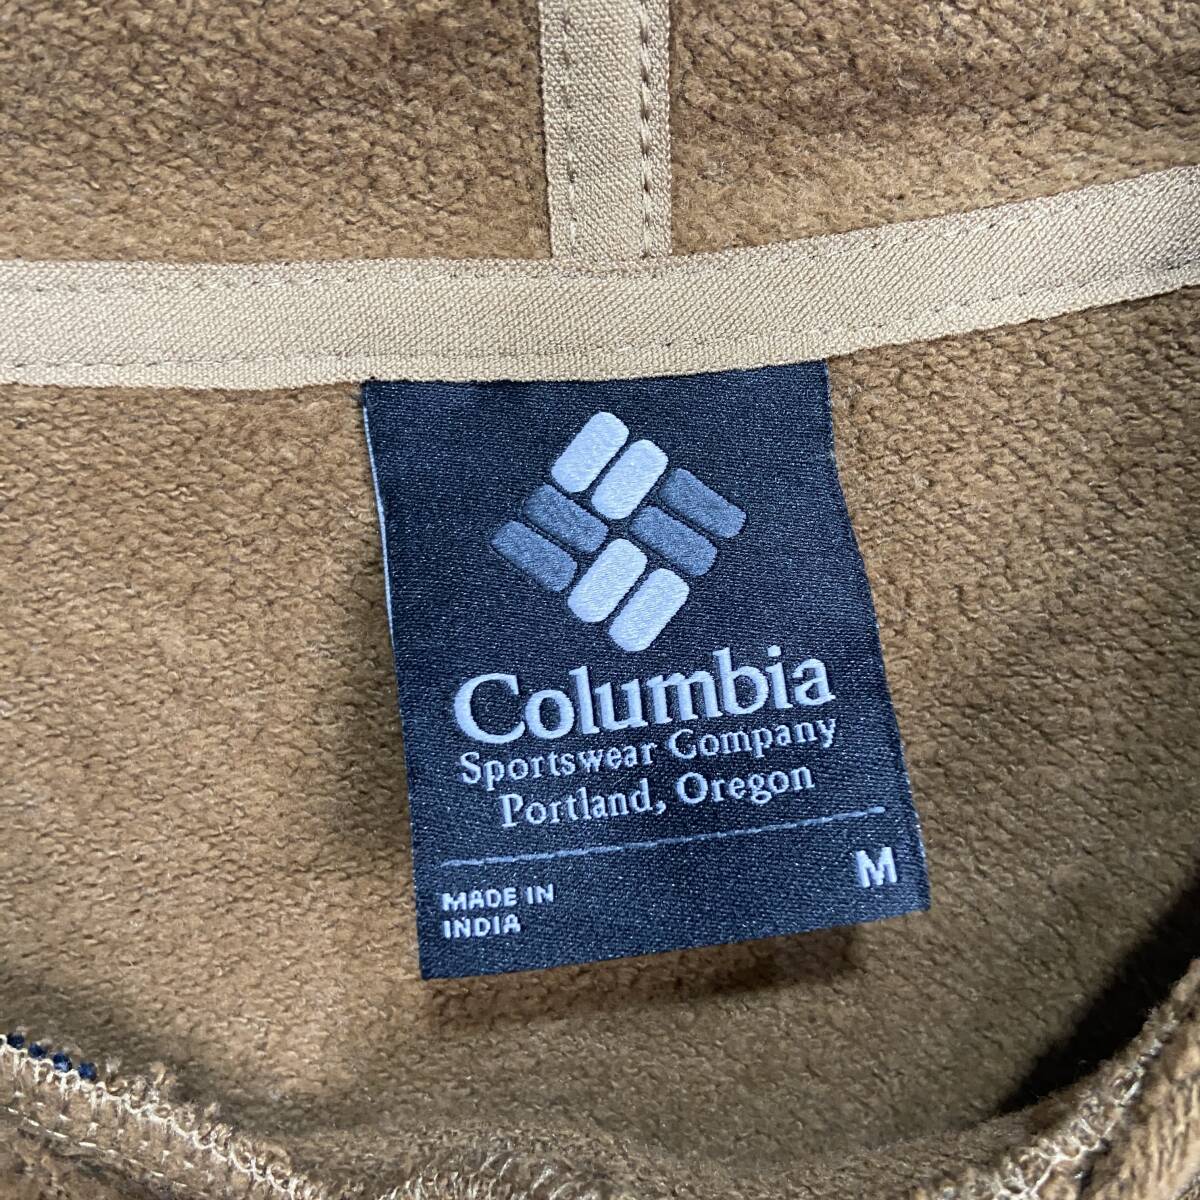 Columbia
Sportswear Company
Portland, Oregon
M
MADE IN
INDIA